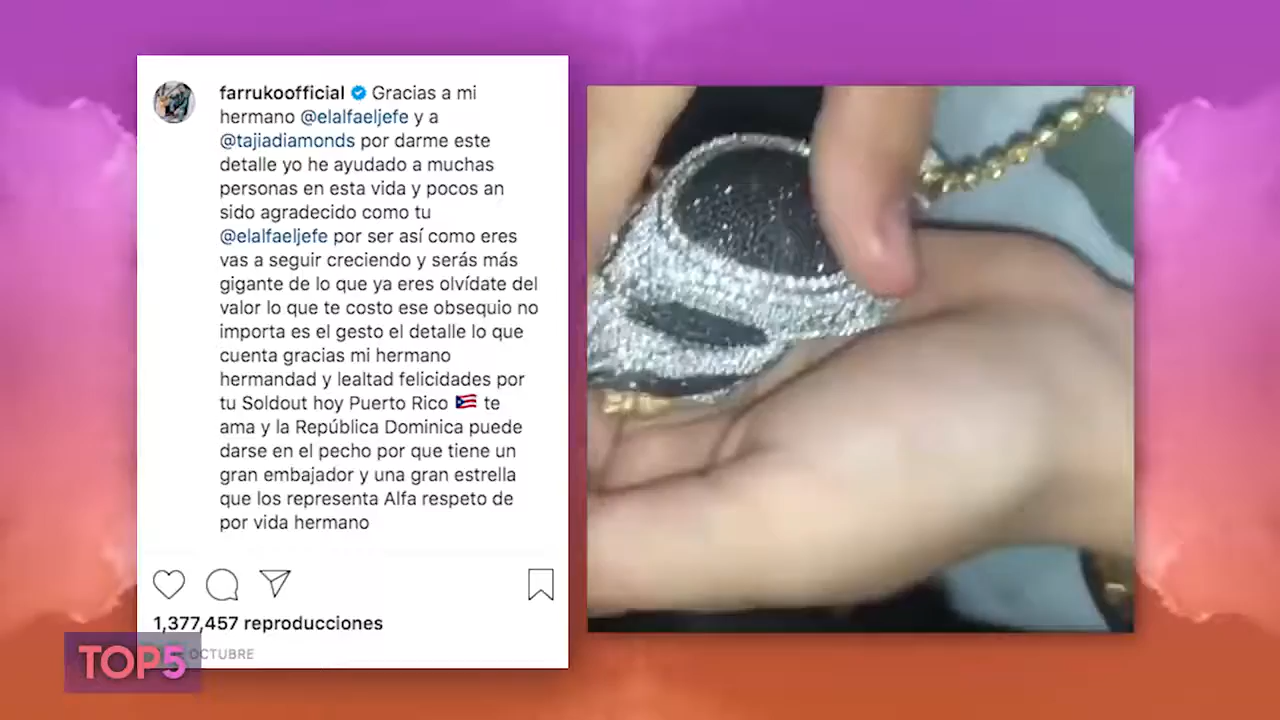 farrukoofficial Gracias a mi
hermano @elalfaeljefe y a
@tajiadiamonds por darme este
detalle yo he ayudado a muchas
personas en esta vida y pocos an
sido agradecido como tu
@elalfaeljefe por ser así como eres
vas a seguir creciendo y serás más
gigante de lo que ya eres olvídate del
valor lo que te costo ese obsequio no
importa es el gesto el detalle lo que
cuenta gracias mi hermano
hermandad y lealtad felicidades por
tu Soldout hoy Puerto Rico 🇵🇷 te
ama y la República Dominica puede
darse en el pecho por que tiene un
gran embajador y una gran estrella
que los representa Alfa respeto de
por vida hermano
1,377,457 reproducciones
OCTUBRE
TOP5